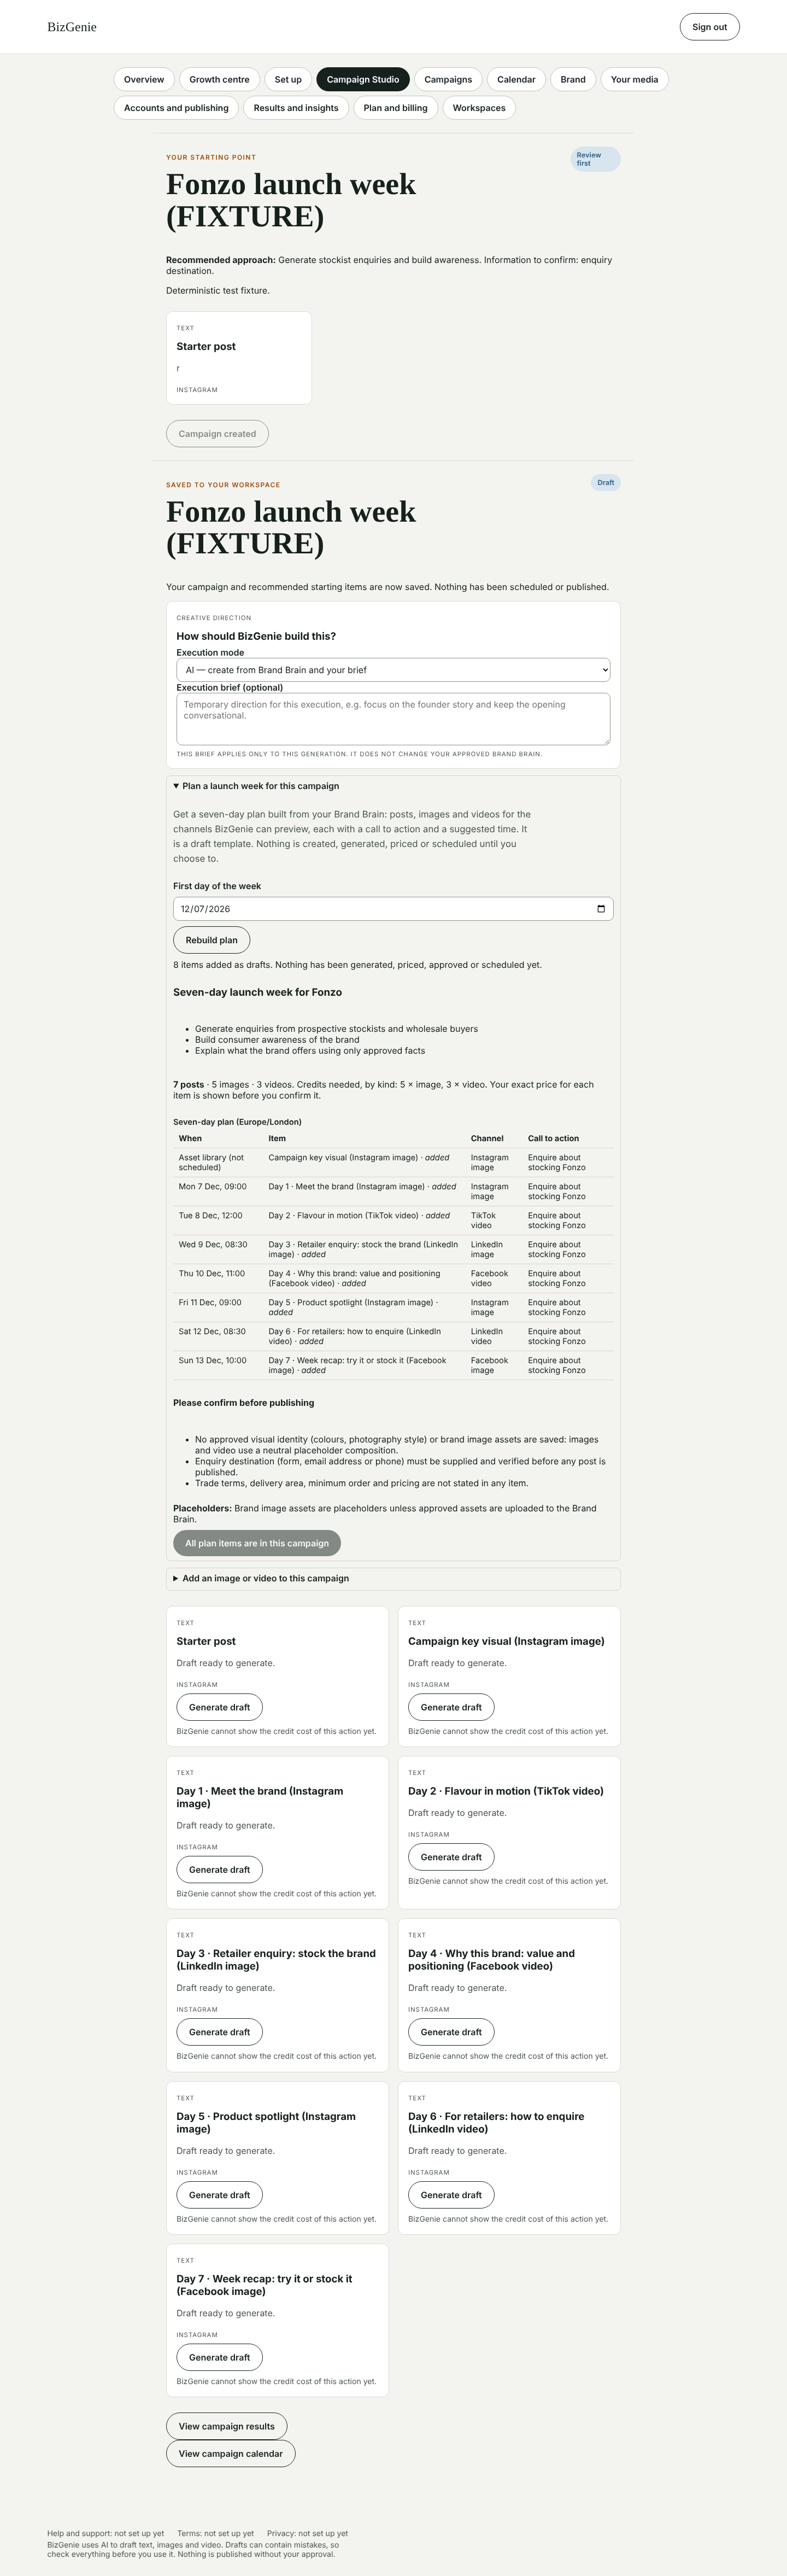 BizGenie
Sign out
Overview
Growth centre
Set up
Campaign Studio
Campaigns
Calendar
Brand
Your media
Accounts and publishing
Results and insights
Plan and billing
Workspaces
YOUR STARTING POINT
Review
first
Fonzo launch week
(FIXTURE)
Recommended approach: Generate stockist enquiries and build awareness. Information to confirm: enquiry
destination.
Deterministic test fixture.
TEXT
Starter post
r
INSTAGRAM
Campaign created
SAVED TO YOUR WORKSPACE
Draft
Fonzo launch week
(FIXTURE)
Your campaign and recommended starting items are now saved. Nothing has been scheduled or published.
CREATIVE DIRECTION
How should BizGenie build this?
Execution mode
AI — create from Brand Brain and your brief
Execution brief (optional)
Temporary direction for this execution, e.g. focus on the founder story and keep the opening
conversational.
THIS BRIEF APPLIES ONLY TO THIS GENERATION. IT DOES NOT CHANGE YOUR APPROVED BRAND BRAIN.
▼ Plan a launch week for this campaign
Get a seven-day plan built from your Brand Brain: posts, images and videos for the
channels BizGenie can preview, each with a call to action and a suggested time. It
is a draft template. Nothing is created, generated, priced or scheduled until you
choose to.
First day of the week
12/07/2026
Rebuild plan
8 items added as drafts. Nothing has been generated, priced, approved or scheduled yet.
Seven-day launch week for Fonzo
• Generate enquiries from prospective stockists and wholesale buyers
• Build consumer awareness of the brand
• Explain what the brand offers using only approved facts
7 posts · 5 images · 3 videos. Credits needed, by kind: 5 × image, 3 × video. Your exact price for each
item is shown before you confirm it.
Seven-day plan (Europe/London)
When Item Channel Call to action
Asset library (not Campaign key visual (Instagram image) · added Instagram Enquire about
scheduled) image stocking Fonzo
Mon 7 Dec, 09:00 Day 1 · Meet the brand (Instagram image) · added Instagram Enquire about
image stocking Fonzo
Tue 8 Dec, 12:00 Day 2 · Flavour in motion (TikTok video) · added TikTok Enquire about
video stocking Fonzo
Wed 9 Dec, 08:30 Day 3 · Retailer enquiry: stock the brand (LinkedIn LinkedIn Enquire about
image) · added image stocking Fonzo
Thu 10 Dec, 11:00 Day 4 · Why this brand: value and positioning Facebook Enquire about
(Facebook video) · added video stocking Fonzo
Fri 11 Dec, 09:00 Day 5 · Product spotlight (Instagram image) · Instagram Enquire about
added image stocking Fonzo
Sat 12 Dec, 08:30 Day 6 · For retailers: how to enquire (LinkedIn LinkedIn Enquire about
video) · added video stocking Fonzo
Sun 13 Dec, 10:00 Day 7 · Week recap: try it or stock it (Facebook Facebook Enquire about
image) · added image stocking Fonzo
Please confirm before publishing
• No approved visual identity (colours, photography style) or brand image assets are saved: images
and video use a neutral placeholder composition.
• Enquiry destination (form, email address or phone) must be supplied and verified before any post is
published.
• Trade terms, delivery area, minimum order and pricing are not stated in any item.
Placeholders: Brand image assets are placeholders unless approved assets are uploaded to the Brand
Brain.
All plan items are in this campaign
▶ Add an image or video to this campaign
TEXT
Starter post
Draft ready to generate.
INSTAGRAM
Generate draft
BizGenie cannot show the credit cost of this action yet.
TEXT
Campaign key visual (Instagram image)
Draft ready to generate.
INSTAGRAM
Generate draft
BizGenie cannot show the credit cost of this action yet.
TEXT
Day 1 · Meet the brand (Instagram
image)
Draft ready to generate.
INSTAGRAM
Generate draft
BizGenie cannot show the credit cost of this action yet.
TEXT
Day 2 · Flavour in motion (TikTok video)
Draft ready to generate.
INSTAGRAM
Generate draft
BizGenie cannot show the credit cost of this action yet.
TEXT
Day 3 · Retailer enquiry: stock the brand
(LinkedIn image)
Draft ready to generate.
INSTAGRAM
Generate draft
BizGenie cannot show the credit cost of this action yet.
TEXT
Day 4 · Why this brand: value and
positioning (Facebook video)
Draft ready to generate.
INSTAGRAM
Generate draft
BizGenie cannot show the credit cost of this action yet.
TEXT
Day 5 · Product spotlight (Instagram
image)
Draft ready to generate.
INSTAGRAM
Generate draft
BizGenie cannot show the credit cost of this action yet.
TEXT
Day 6 · For retailers: how to enquire
(LinkedIn video)
Draft ready to generate.
INSTAGRAM
Generate draft
BizGenie cannot show the credit cost of this action yet.
TEXT
Day 7 · Week recap: try it or stock it
(Facebook image)
Draft ready to generate.
INSTAGRAM
Generate draft
BizGenie cannot show the credit cost of this action yet.
View campaign results
View campaign calendar
Help and support: not set up yet Terms: not set up yet Privacy: not set up yet
BizGenie uses AI to draft text, images and video. Drafts can contain mistakes, so
check everything before you use it. Nothing is published without your approval.